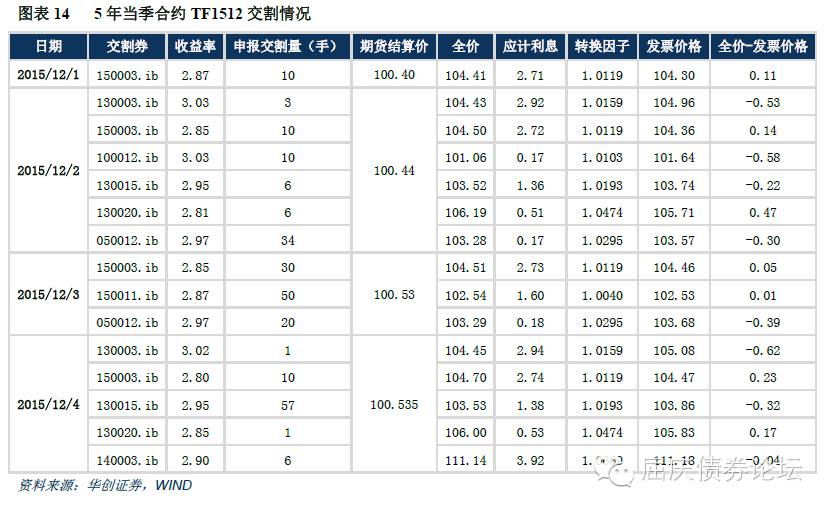 图表 14 5 年当季合约 TF1512 交割情况
日期 交割券 收益率 申报交割量（手） 期货结算价 全价 应计利息 转换因子 发票价格 全价-发票价格
2015/12/1 150003.ib 2.87 10 100.40 104.41 2.71 1.0119 104.30 0.11
130003.ib 3.03 3 104.43 2.92 1.0159 104.96 -0.53
150003.ib 2.85 10 104.50 2.72 1.0119 104.36 0.14
100012.ib 3.03 10 101.06 0.17 1.0103 101.64 -0.58
2015/12/2 130015.ib 2.95 6 100.44 103.52 1.36 1.0193 103.74 -0.22
130020.ib 2.81 6 106.19 0.51 1.0474 105.71 0.47
050012.ib 2.97 34 103.28 0.17 1.0295 103.57 -0.30
150003.ib 2.85 30 104.51 2.73 1.0119 104.46 0.05
2015/12/3 150011.ib 2.87 50 100.53 102.54 1.60 1.0040 102.53 0.01
050012.ib 2.97 20 103.29 0.18 1.0295 103.68 -0.39
130003.ib 3.02 1 104.45 2.94 1.0159 105.08 -0.62
150003.ib 2.80 10 104.70 2.74 1.0119 104.47 0.23
2015/12/4 130015.ib 2.95 57 100.535 103.53 1.38 1.0193 103.86 -0.32
130020.ib 2.85 1 106.00 0.53 1.0474 105.83 0.17
140003.ib 2.90 6 111.14 3.92 111.18 -0.04
屈庆债券论坛
资料来源：华创证券，WIND